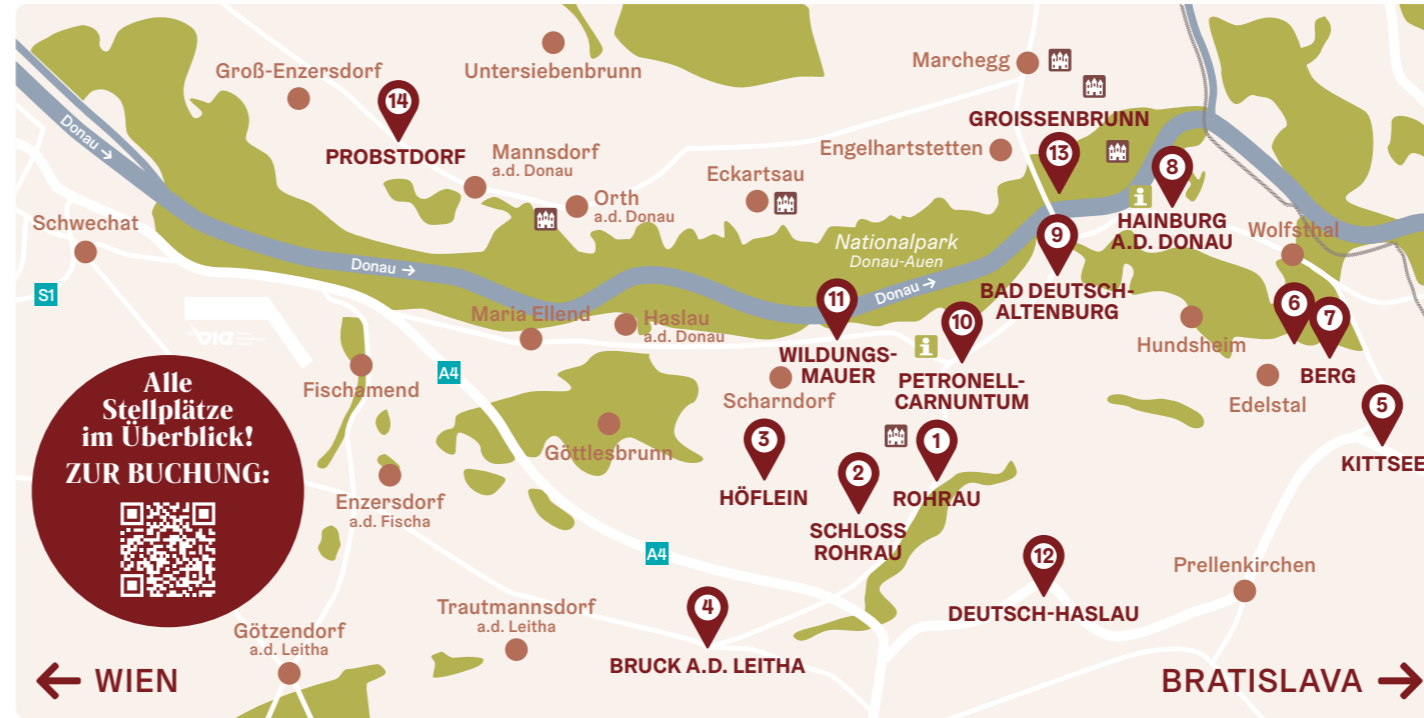 Groß-Enzersdorf
14
PROBSTDORF
Untersiebenbrunn
Marchegg
GROISSENBRUNN
13
Engelhartstetten
8
HAINBURG
A.D. DONAU
Donau →
Mannsdorf
a.d. Donau
Orth
a.d. Donau
Eckartsau
Schwechat
S1
Donau →
Nationalpark
Donau-Auen
Donau →
9
BAD DEUTSCH-
ALTENBURG
Wolfsthal
6
7
BERG
Maria Ellend
Haslau
a.d. Donau
11
WILDUNGS-
MAUER
10
PETRONELL-
CARNUNTUM
i
i
Hundsheim
Edelstal
5
KITTSEE
Alle
Stellplätze
im Überblick!
ZUR BUCHUNG:
Fischamend
A4
Göttlesbrunn
Scharndorf
3
HÖFLEIN
2
SCHLOSS
ROHRAU
1
ROHRAU
Enzersdorf
a.d. Fischa
A4
12
DEUTSCH-HASLAU
Prellenkirchen
Götzendorf
a.d. Leitha
Trautmannsdorf
a.d. Leitha
4
BRUCK A.D. LEITHA
← WIEN
BRATISLAVA →